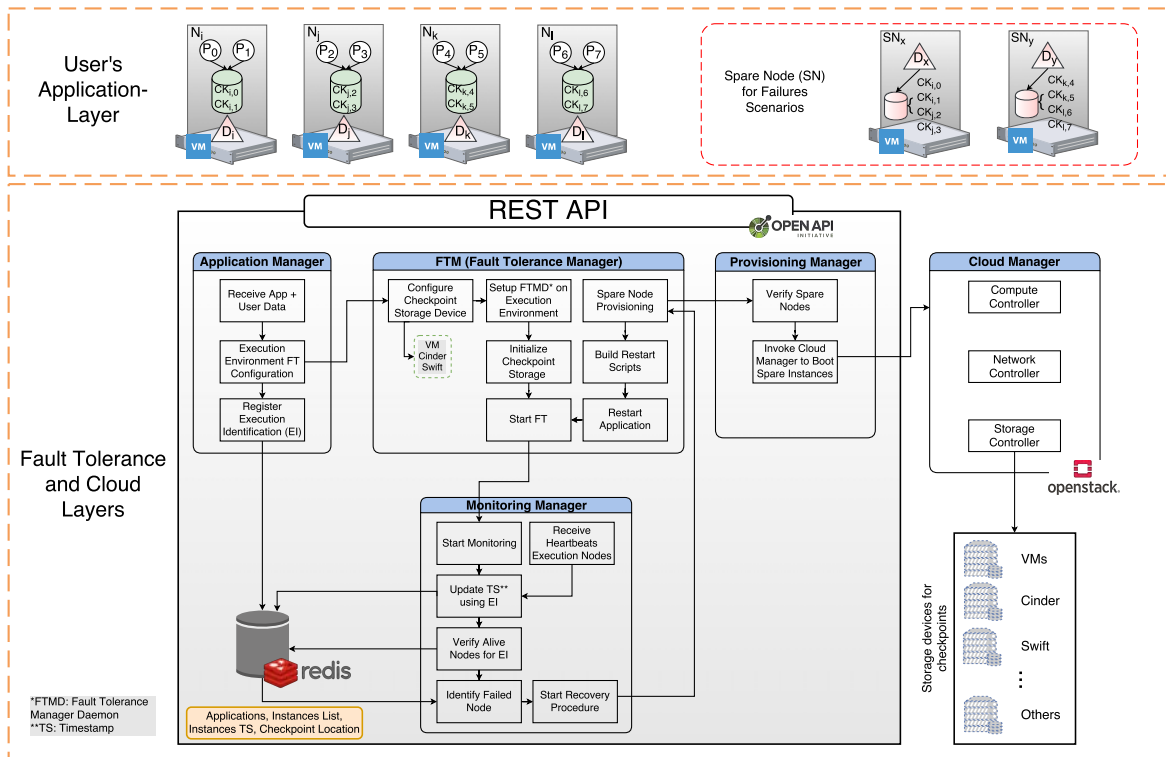 User's
Application-
Layer
Ni
P0 P1
CKi,0
CKi,1
Di
VM
Nj
P2 P3
CKj,2
CKj,3
Dj
VM
Nk
P4 P5
CKk,4
CKk,5
Dk
VM
Nl
P6 P7
CKl,6
CKl,7
Dl
VM
Spare Node (SN)
for Failures
Scenarios
SNx
Dx
CKi,0
CKi,1
CKj,2
CKj,3
VM
SNy
Dy
CKk,4
CKk,5
CKl,6
CKl,7
VM
Fault Tolerance
and Cloud
Layers
REST API
OPENAPI
INITIATIVE
Application Manager
Receive App +
User Data
Execution
Environment FT
Configuration
Register
Execution
Identification (EI)
FTM (Fault Tolerance Manager)
Configure
Checkpoint
Storage Device
VM
Cinder
Swift
Setup FTMD* on
Execution
Environment
Initialize
Checkpoint
Storage
Start FT
Spare Node
Provisioning
Build Restart
Scripts
Restart
Application
Provisioning Manager
Verify Spare
Nodes
Invoke Cloud
Manager to Boot
Spare Instances
Cloud Manager
Compute
Controller
Network
Controller
Storage
Controller
openstack.
Monitoring Manager
Start Monitoring
Receive
Heartbeats
Execution Nodes
Update TS**
using EI
Verify Alive
Nodes for EI
Identify Failed
Node
Start Recovery
Procedure
redis
Applications, Instances List,
Instances TS, Checkpoint Location
*FTMD: Fault Tolerance
Manager Daemon
**TS: Timestamp
Storage devices for
checkpoints
VMs
Cinder
Swift
⋮
Others